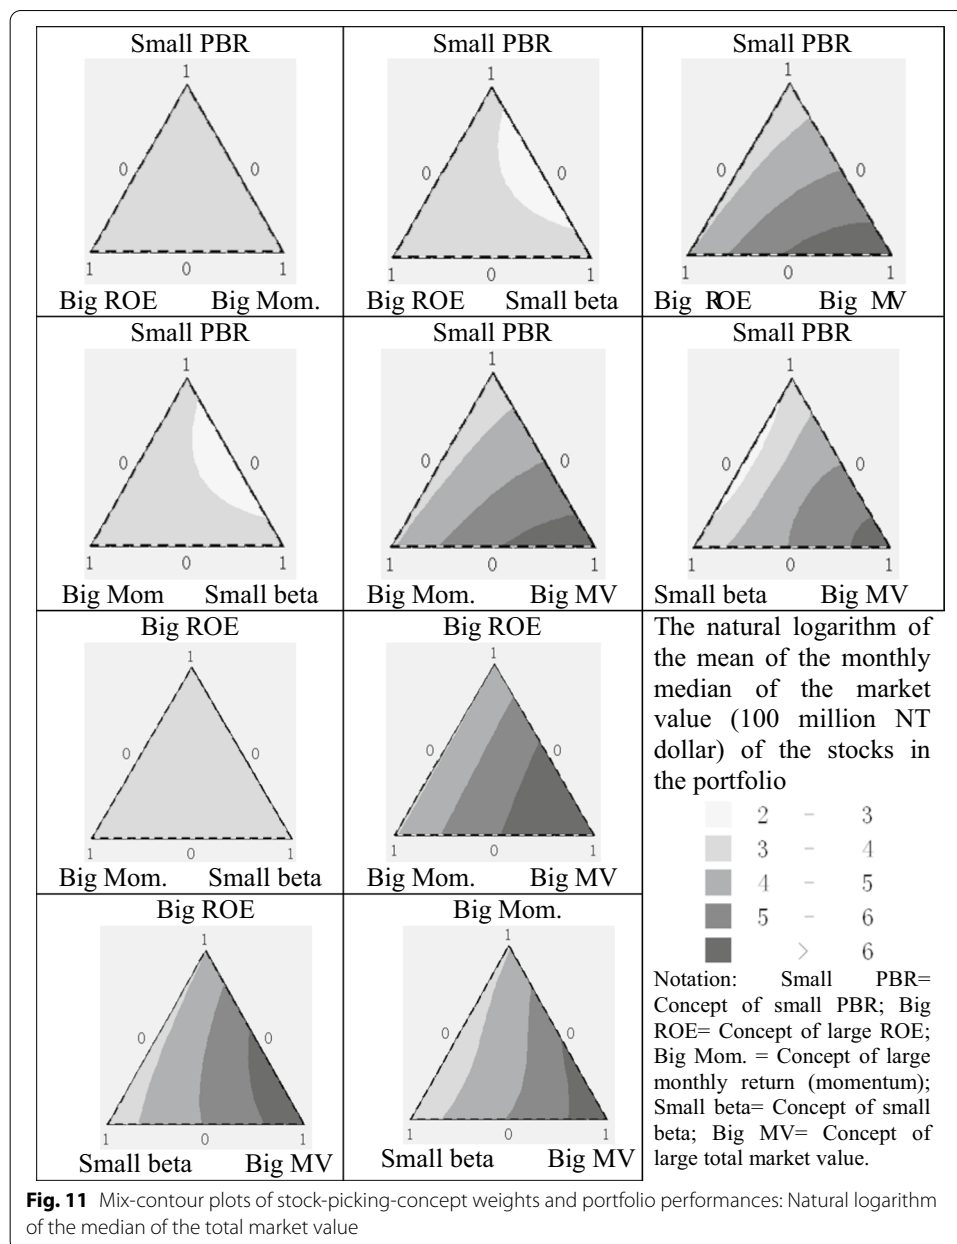 Small PBR
1
0 0
1 0 1
Big ROE Big Mom.
Small PBR
1
0 0
1 0 1
Big ROE Small beta
Small PBR
1
0 0
1 0 1
Big ROE Big MV
Small PBR
1
0 0
1 0 1
Big Mom Small beta
Small PBR
1
0 0
1 0 1
Big Mom. Big MV
Small PBR
1
0 0
1 0 1
Small beta Big MV
Big ROE
1
0 0
1 0 1
Big Mom. Small beta
Big ROE
1
0 0
1 0 1
Big Mom. Big MV
The natural logarithm of
the mean of the monthly
median of the market
value (100 million NT
dollar) of the stocks in
the portfolio
2 - 3
3 - 4
4 - 5
5 - 6
> 6
Notation: Small PBR=
Concept of small PBR; Big
ROE= Concept of large ROE;
Big Mom. = Concept of large
monthly return (momentum);
Small beta= Concept of small
beta; Big MV= Concept of
large total market value.
Big ROE
1
0 0
1 0 1
Small beta Big MV
Big Mom.
1
0 0
1 0 1
Small beta Big MV
Fig. 11 Mix-contour plots of stock-picking-concept weights and portfolio performances: Natural logarithm
of the median of the total market value